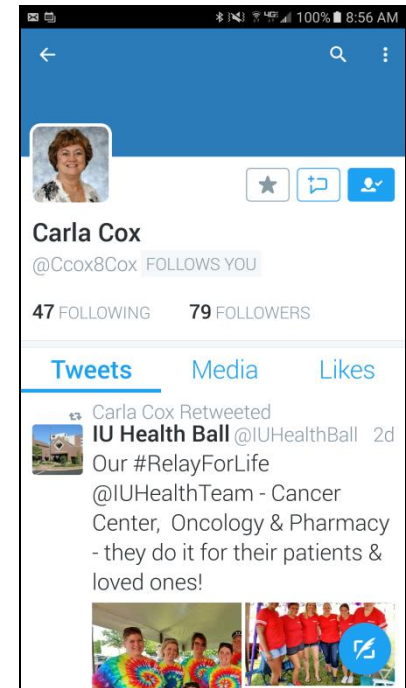 100% 8:56 AM
Carla Cox
@Ccox8Cox FOLLOWS YOU
47 FOLLOWING 79 FOLLOWERS
Tweets Media Likes
Carla Cox Retweeted
IU Health Ball @IUHealthBall 2d
Our #RelayForLife
@IUHealthTeam - Cancer
Center, Oncology & Pharmacy
- they do it for their patients &
loved ones!